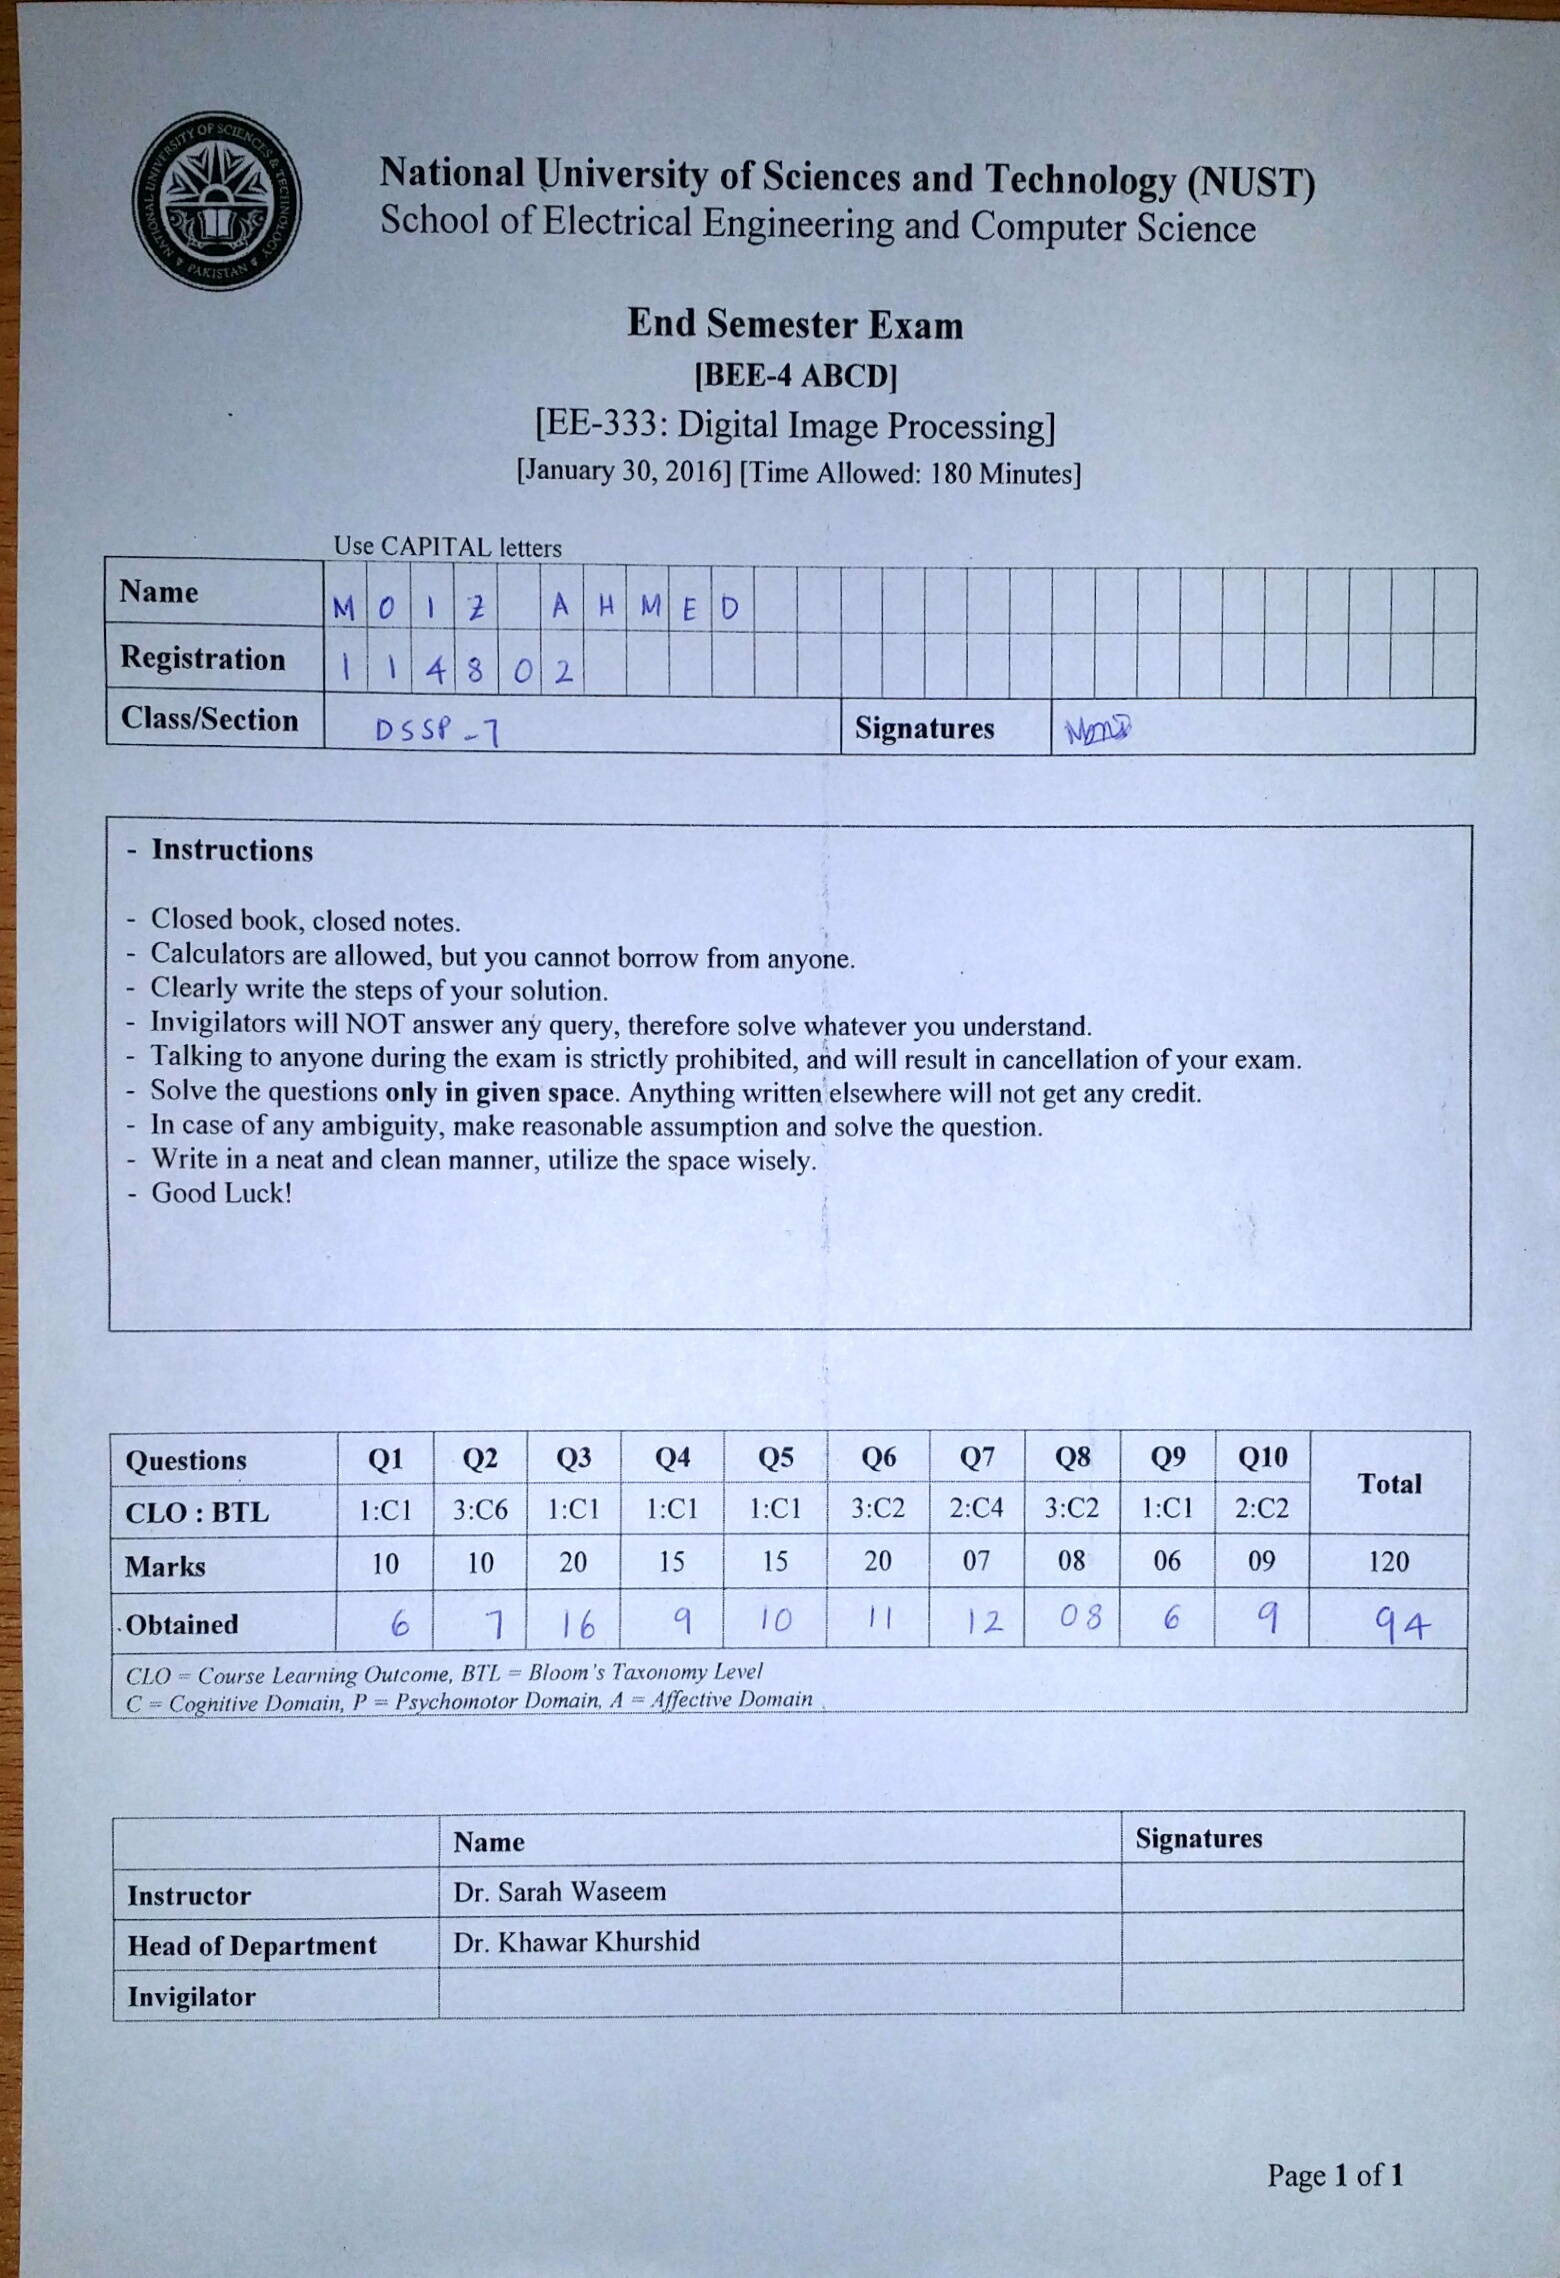 NATIONAL UNIVERSITY OF SCIENCES & TECHNOLOGY
PAKISTAN
National University of Sciences and Technology (NUST)
School of Electrical Engineering and Computer Science
End Semester Exam
[BEE-4 ABCD]
[EE-333: Digital Image Processing]
[January 30, 2016] [Time Allowed: 180 Minutes]
Use CAPITAL letters
Name MOIZ AHMED
Registration 114802
Class/Section DSSP-7 Signatures
- Instructions
- Closed book, closed notes.
- Calculators are allowed, but you cannot borrow from anyone.
- Clearly write the steps of your solution.
- Invigilators will NOT answer any query, therefore solve whatever you understand.
- Talking to anyone during the exam is strictly prohibited, and will result in cancellation of your exam.
- Solve the questions only in given space. Anything written elsewhere will not get any credit.
- In case of any ambiguity, make reasonable assumption and solve the question.
- Write in a neat and clean manner, utilize the space wisely.
- Good Luck!
Questions Q1 Q2 Q3 Q4 Q5 Q6 Q7 Q8 Q9 Q10 Total
CLO : BTL 1:C1 3:C6 1:C1 1:C1 1:C1 3:C2 2:C4 3:C2 1:C1 2:C2
Marks 10 10 20 15 15 20 07 08 06 09 120
Obtained 6 7 16 9 10 11 12 08 6 9 94
CLO = Course Learning Outcome, BTL = Bloom's Taxonomy Level
C = Cognitive Domain, P = Psychomotor Domain, A = Affective Domain
Name Signatures
Instructor Dr. Sarah Waseem
Head of Department Dr. Khawar Khurshid
Invigilator
Page 1 of 1